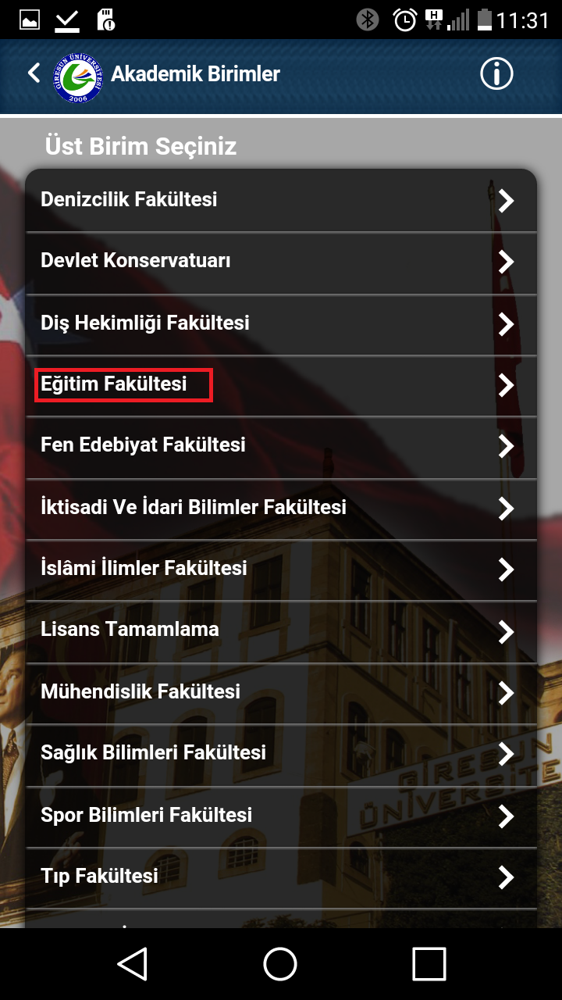 11:31
H
GİRESUN ÜNİVERSİTESİ
2006
Akademik Birimler
Üst Birim Seçiniz
Denizcilik Fakültesi
Devlet Konservatuarı
Diş Hekimliği Fakültesi
Eğitim Fakültesi
Fen Edebiyat Fakültesi
İktisadi Ve İdari Bilimler Fakültesi
İslâmi İlimler Fakültesi
Lisans Tamamlama
Mühendislik Fakültesi
Sağlık Bilimleri Fakültesi
GİRESUN
ÜNİVERSİTE
Spor Bilimleri Fakültesi
Tıp Fakültesi